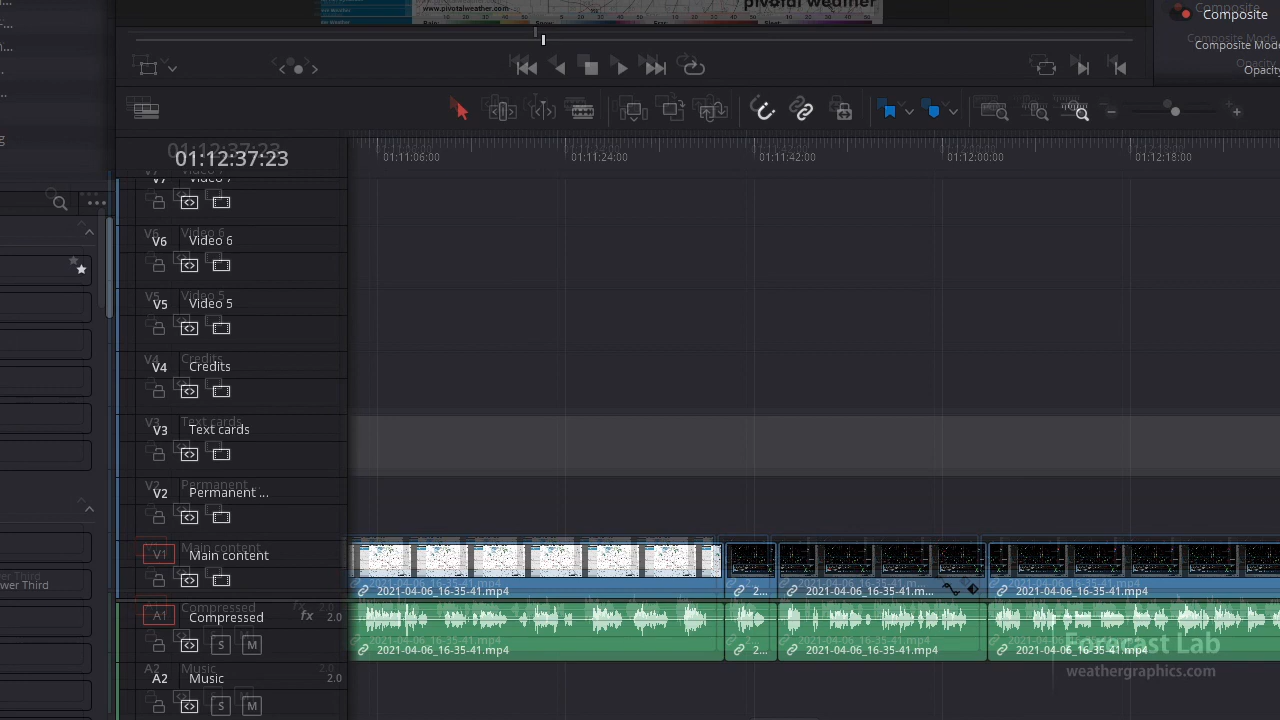 www.pivotalweather.com
pivotal weather
Composite
Composite Mode
Opacity
01:12:37:23
01:11:06:00
01:11:24:00
01:11:42:00
01:12:00:00
01:12:18:00
V7 Video 7
V6 Video 6
V5 Video 5
V4 Credits
V3 Text cards
V2 Permanent ...
V1 Main content
2021-04-06_16-35-41.mp4
2...
2021-04-06_16-35-41.m...
2021-04-06_16-35-41.mp4
wer Third
A1 Compressed fx 2.0
S M
2021-04-06_16-35-41.mp4
2...
2021-04-06_16-35-41.mp4
2021-04-06_16-35-41.mp4
A2 Music 2.0
S M
Forecast Lab
weathergraphics.com